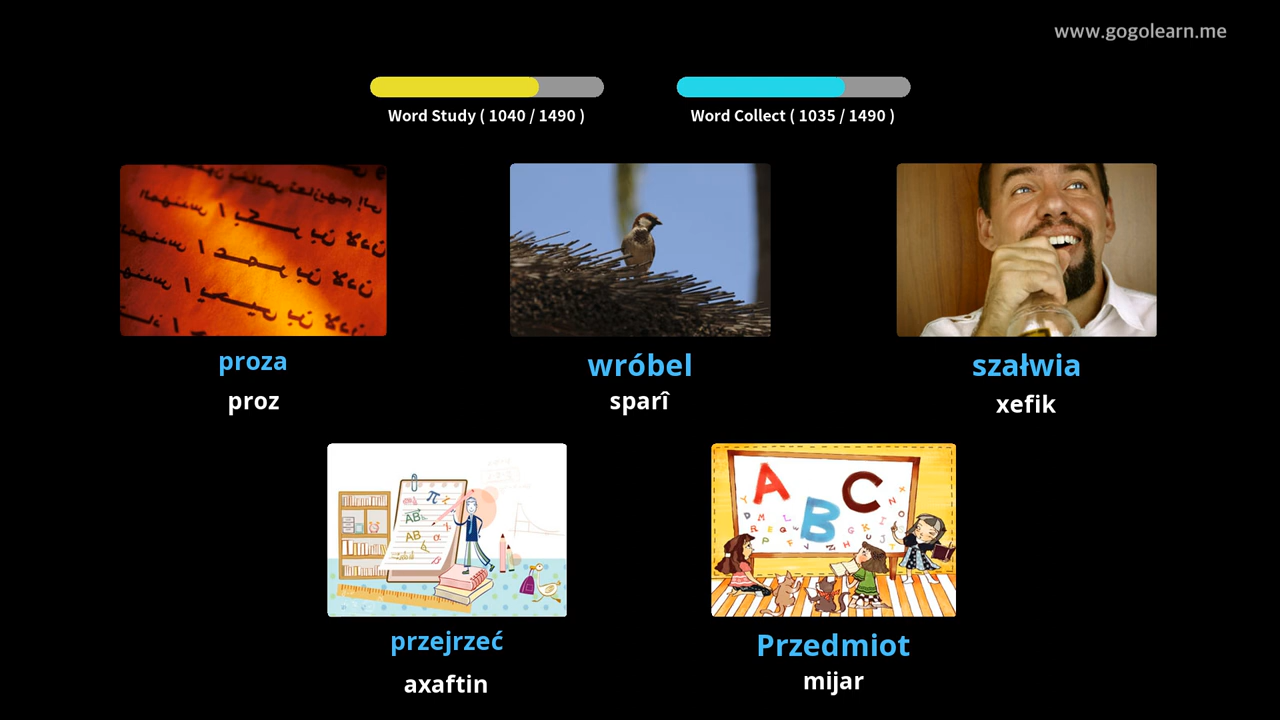 www.gogolearn.me
Word Study ( 1040 / 1490 )
Word Collect ( 1035 / 1490 )
proza
proz
wróbel
sparî
szałwia
xefik
A
B
C
przejrzeć
axaftin
Przedmiot
mijar